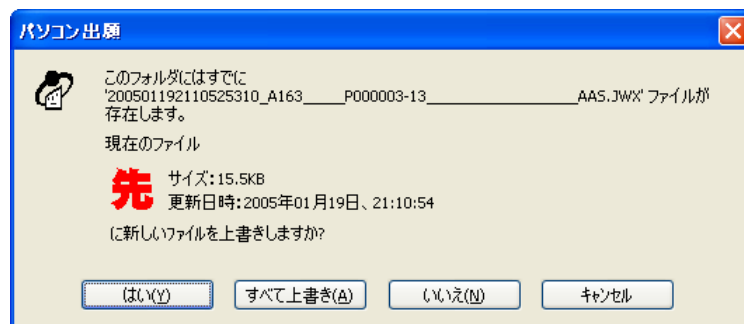 パソコン出願
このフォルダにはすでに
'200501192110525310_A163_____P000003-13__________________AAS.JWX' ファイルが
存在します。
現在のファイル
先
サイズ:15.5KB
更新日時:2005年01月19日、21:10:54
に新しいファイルを上書きしますか?
はい(Y) すべて上書き(A) いいえ(N) キャンセル